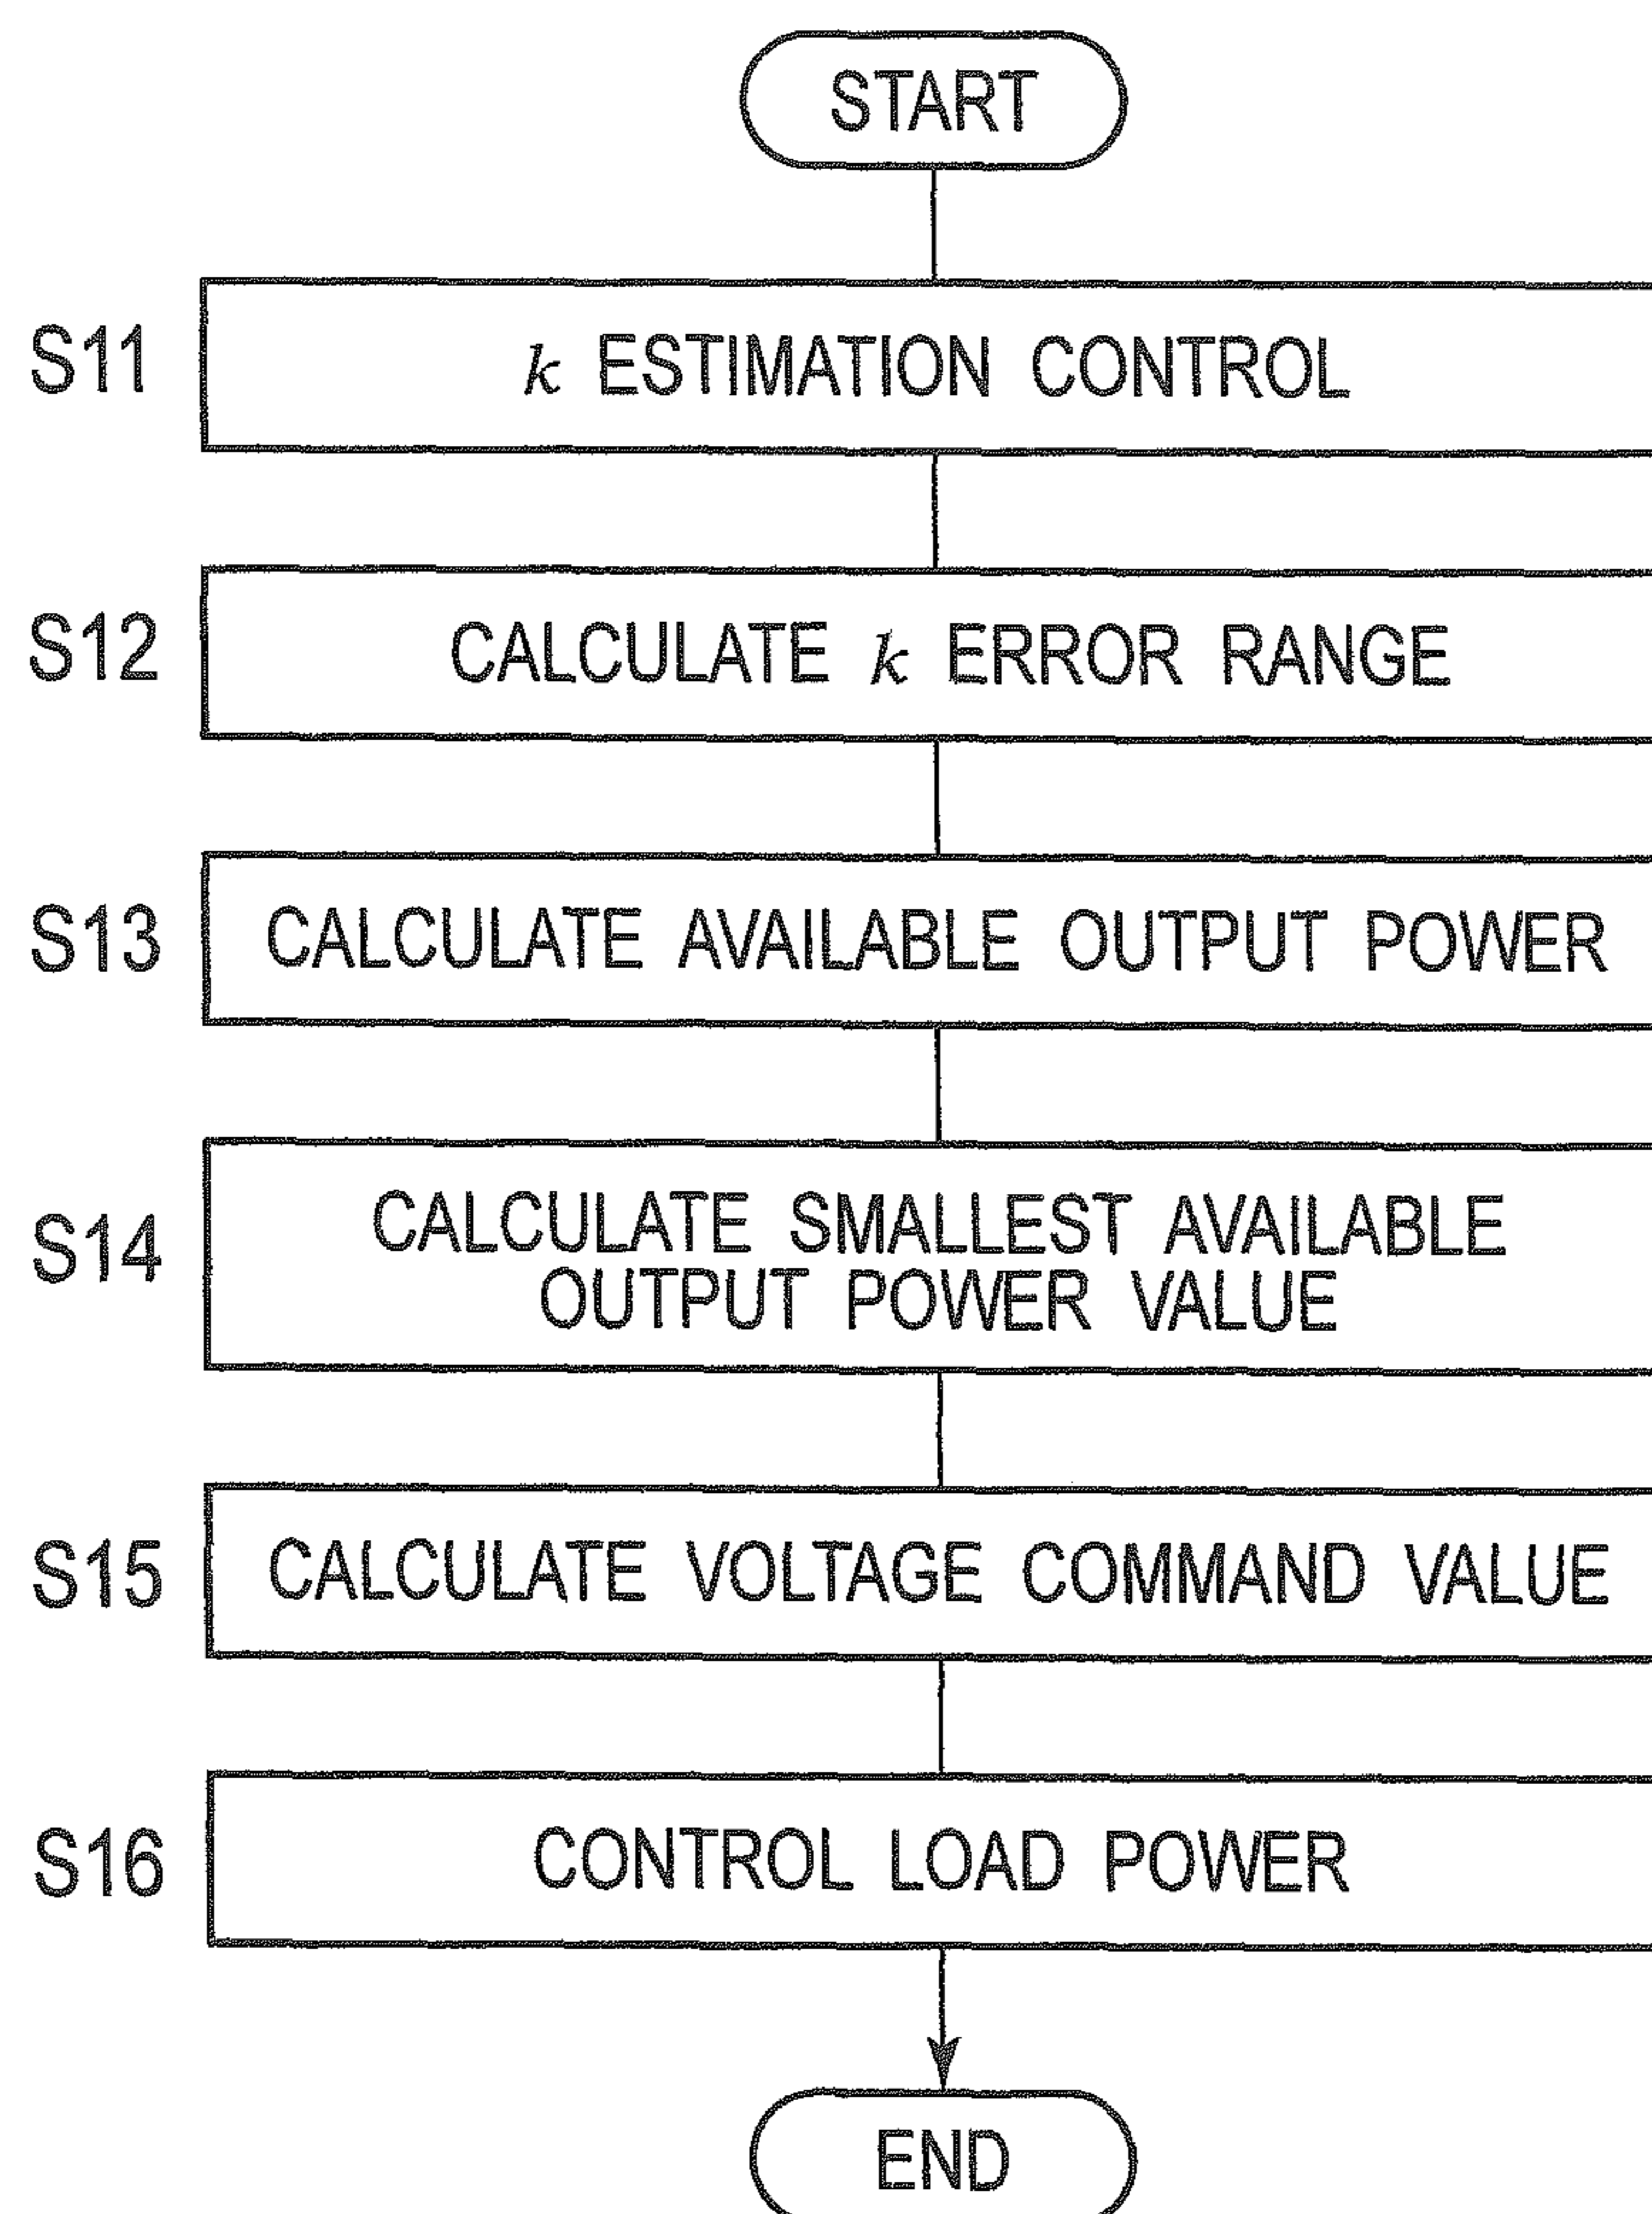 START
S11
k ESTIMATION CONTROL
S12
CALCULATE k ERROR RANGE
S13
CALCULATE AVAILABLE OUTPUT POWER
S14
CALCULATE SMALLEST AVAILABLE
OUTPUT POWER VALUE
S15
CALCULATE VOLTAGE COMMAND VALUE
S16
CONTROL LOAD POWER
END